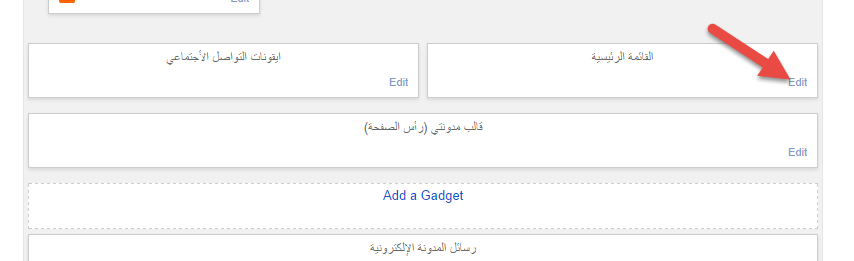 Edit
القائمة الرئيسية
Edit
ايقونات التواصل الأجتماعي
Edit
قالب مدونتي (رأس الصفحة)
Edit
Add a Gadget
رسائل المدونة الإلكترونية